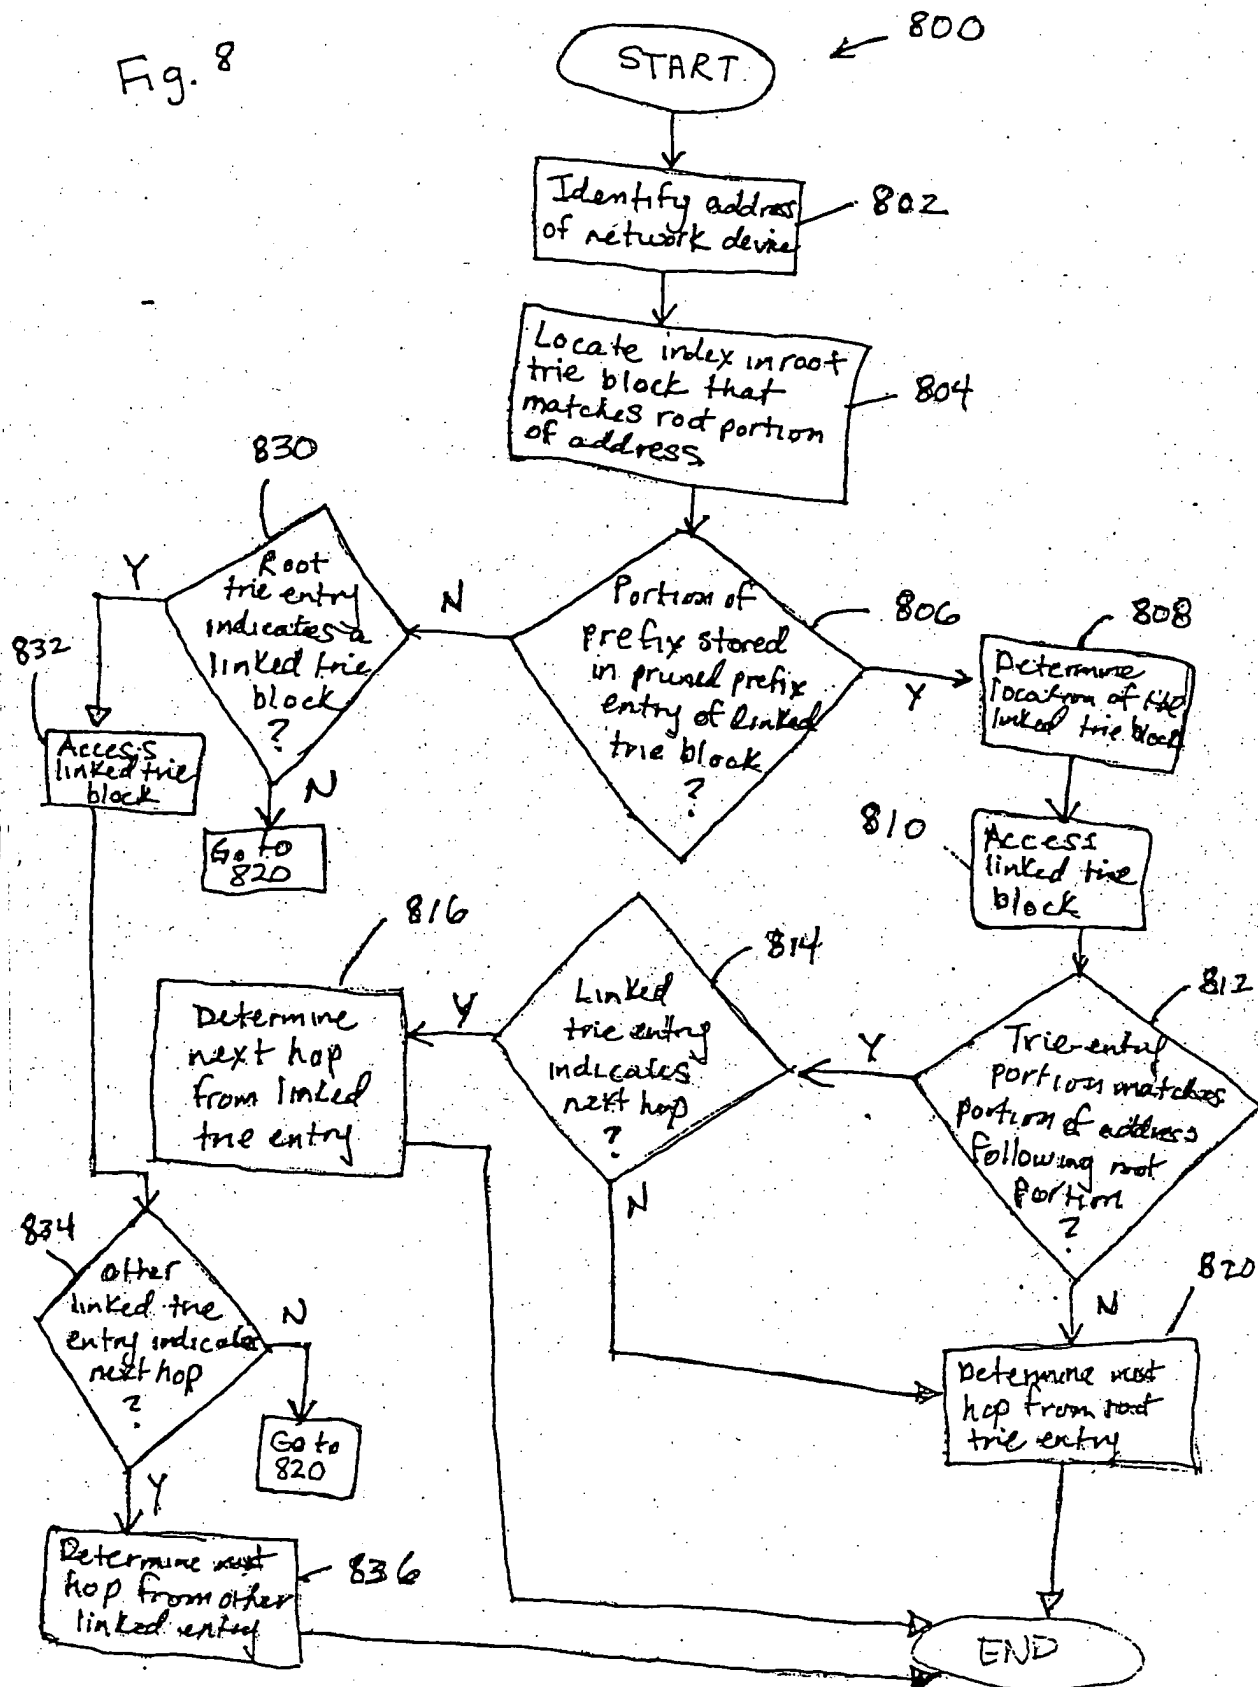 Fig. 8
START
800
Identify address
of network device
802
Locate index in root
trie block that
matches root portion
of address
804
830
Root
trie entry
indicates a
linked trie
block
?
Y
N
N
Portion of
prefix stored
in pruned prefix
entry of linked
trie block
?
806
Y
808
Determine
location of the
linked trie block
832
Access
linked trie
block
Go to
820
810
Access
linked trie
block
816
Determine
next hop
from linked
trie entry
Y
Linked
trie entry
indicates
next hop
?
814
N
Y
812
Trie-entry
portion matches
portion of address
following root
portion
?
N
820
Determine next
hop from root
trie entry
834
other
linked trie
entry indicates
next hop
?
N
Go to
820
Y
Determine next
hop from other
linked entry
836
END